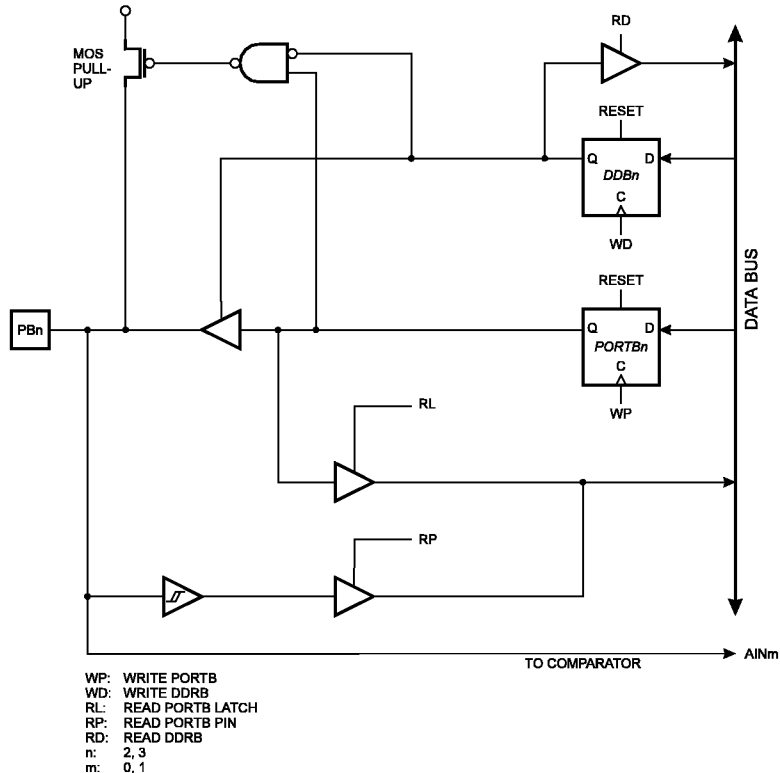 RD
MOS
PULL-
UP
RESET
Q D
DDBn
C
WD
DATA BUS
RESET
PBn
Q D
PORTBn
C
WP
RL
RP
TO COMPARATOR
AINm
WP: WRITE PORTB
WD: WRITE DDRB
RL: READ PORTB LATCH
RP: READ PORTB PIN
RD: READ DDRB
n: 2, 3
m: 0, 1